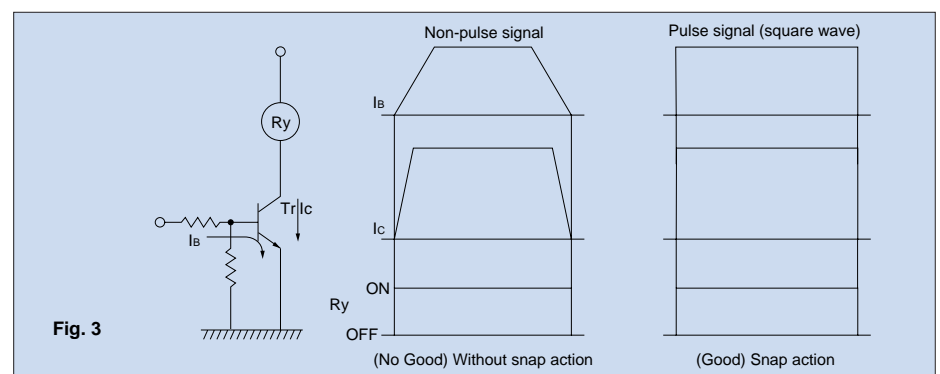 Non-pulse signal
Pulse signal (square wave)
Ry
IB
Tr
Ic
IB
IC
ON
Ry
OFF
Fig. 3
(No Good) Without snap action
(Good) Snap action